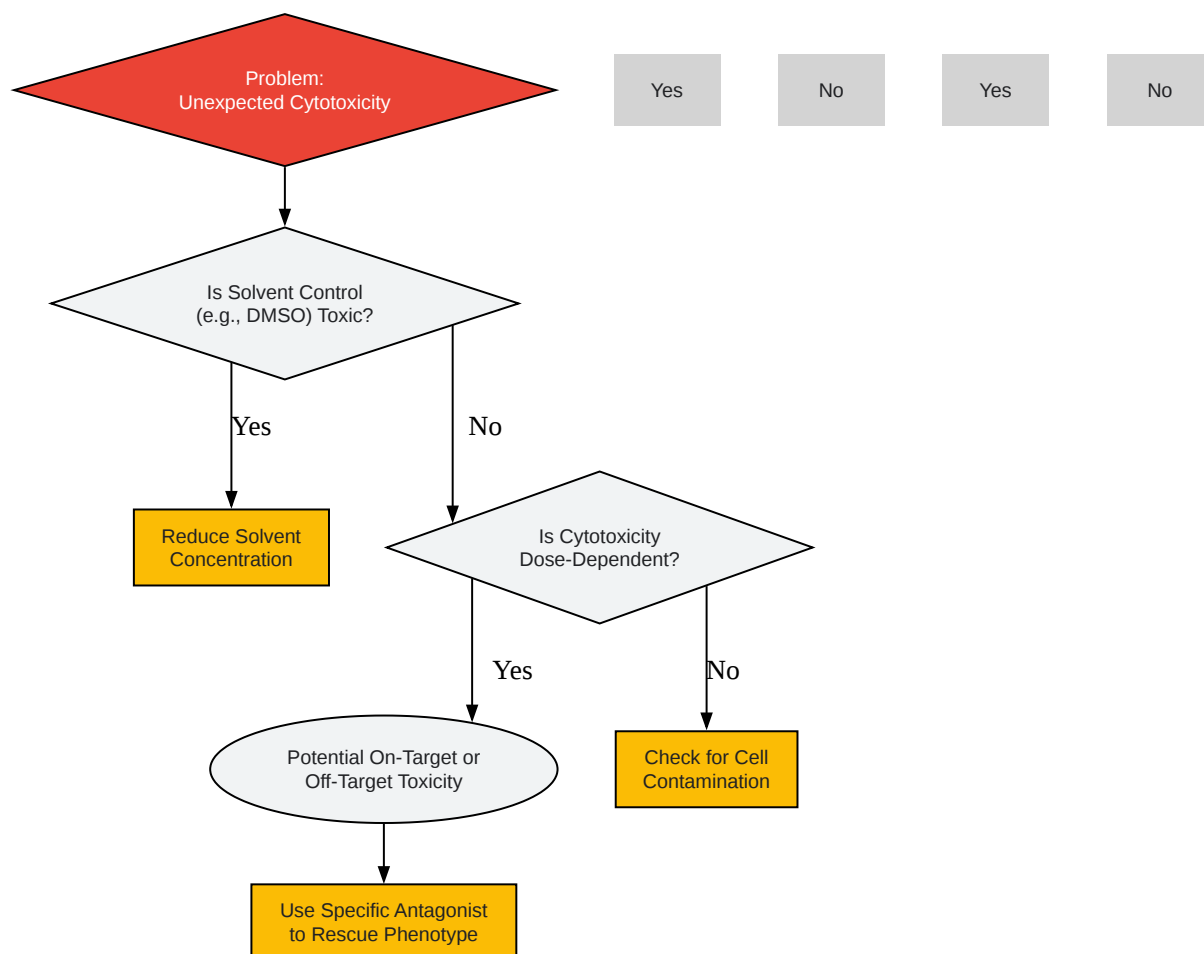 Problem:
Unexpected Cytotoxicity
Yes
No
Yes
No
Is Solvent Control
(e.g., DMSO) Toxic?
Yes
No
Reduce Solvent
Concentration
Is Cytotoxicity
Dose-Dependent?
Yes
No
Potential On-Target or
Off-Target Toxicity
Check for Cell
Contamination
Use Specific Antagonist
to Rescue Phenotype